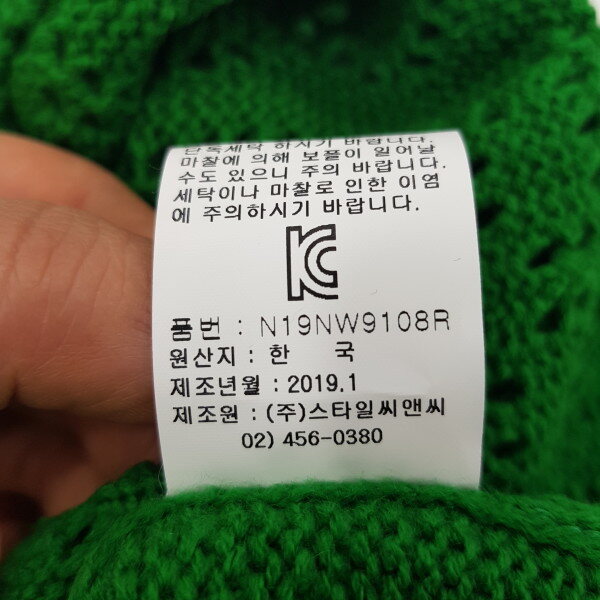 단독세탁 하시기 바랍니다.
마찰에 의해 보풀이 일어날
수도 있으니 주의 바랍니다.
세탁이나 마찰로 인한 이염
에 주의하시기 바랍니다.
KC
품번 : N19NW9108R
원산지 : 한 국
제조년월 : 2019.1
제조원 : (주)스타일씨앤씨
02) 456-0380